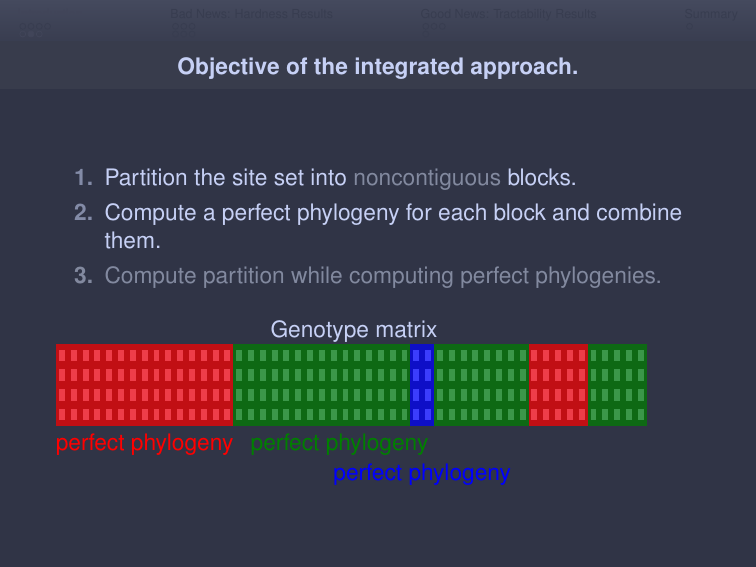 Bad News: Hardness Results
Good News: Tractability Results
Summary
Objective of the integrated approach.
1. Partition the site set into noncontiguous blocks.
2. Compute a perfect phylogeny for each block and combine
them.
3. Compute partition while computing perfect phylogenies.
Genotype matrix
perfect phylogeny perfect phylogeny
perfect phylogeny